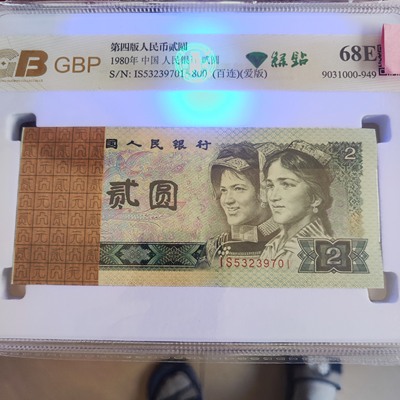 GB GBP
第四版人民币贰圆
1980年 中国 人民银行 贰圆
S/N: IS53239701-800 (百连)(爱版)
绿钻
68E
9031000-949
国人民银行
贰圆
2
IS53239701
2